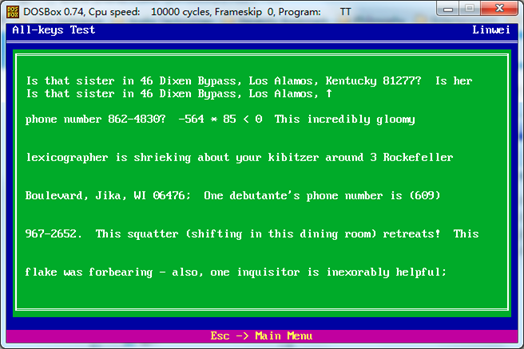 DOSBox 0.74, Cpu speed: 10000 cycles, Frameskip 0, Program: TT
All-keys Test Linwei
Is that sister in 46 Dixen Bypass, Los Alamos, Kentucky 81277? Is her
Is that sister in 46 Dixen Bypass, Los Alamos, ↑
phone number 862-4830? -564 * 85 < 0 This incredibly gloomy
lexicographer is shrieking about your kibitzer around 3 Rockefeller
Boulevard, Jika, WI 06476; One debutante's phone number is (609)
967-2652. This squatter (shifting in this dining room) retreats! This
flake was forbearing - also, one inquisitor is inexorably helpful;
Esc -> Main Menu